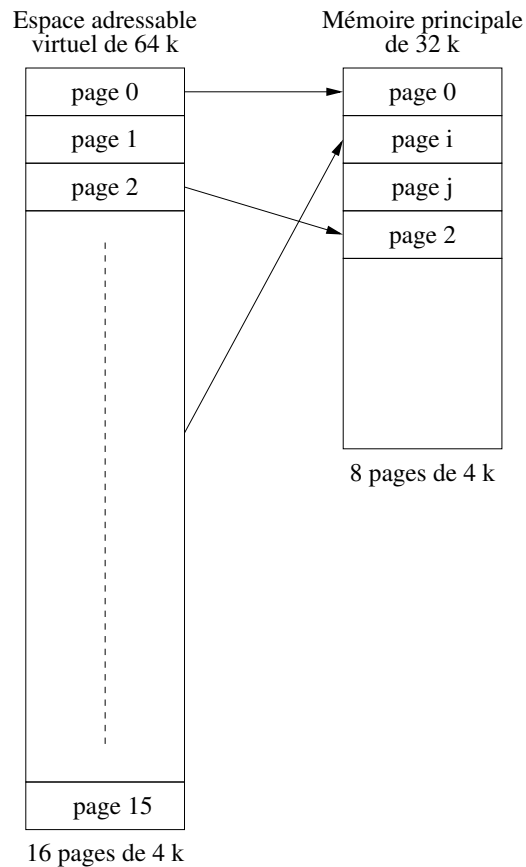 Espace adressable
virtuel de 64 k
page 0
page 1
page 2
page 15
16 pages de 4 k
Mémoire principale
de 32 k
page 0
page i
page j
page 2
8 pages de 4 k